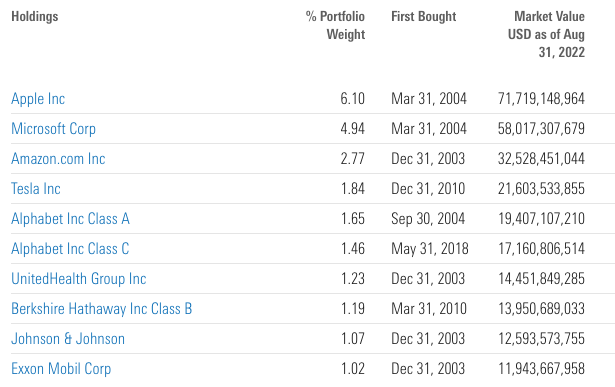 Holdings % Portfolio Weight First Bought Market Value USD as of Aug 31, 2022
Apple Inc 6.10 Mar 31, 2004 71,719,148,964
Microsoft Corp 4.94 Mar 31, 2004 58,017,307,679
Amazon.com Inc 2.77 Dec 31, 2003 32,528,451,044
Tesla Inc 1.84 Dec 31, 2010 21,603,533,855
Alphabet Inc Class A 1.65 Sep 30, 2004 19,407,107,210
Alphabet Inc Class C 1.46 May 31, 2018 17,160,806,514
UnitedHealth Group Inc 1.23 Dec 31, 2003 14,451,849,285
Berkshire Hathaway Inc Class B 1.19 Mar 31, 2010 13,950,689,033
Johnson & Johnson 1.07 Dec 31, 2003 12,593,573,755
Exxon Mobil Corp 1.02 Dec 31, 2003 11,943,667,958